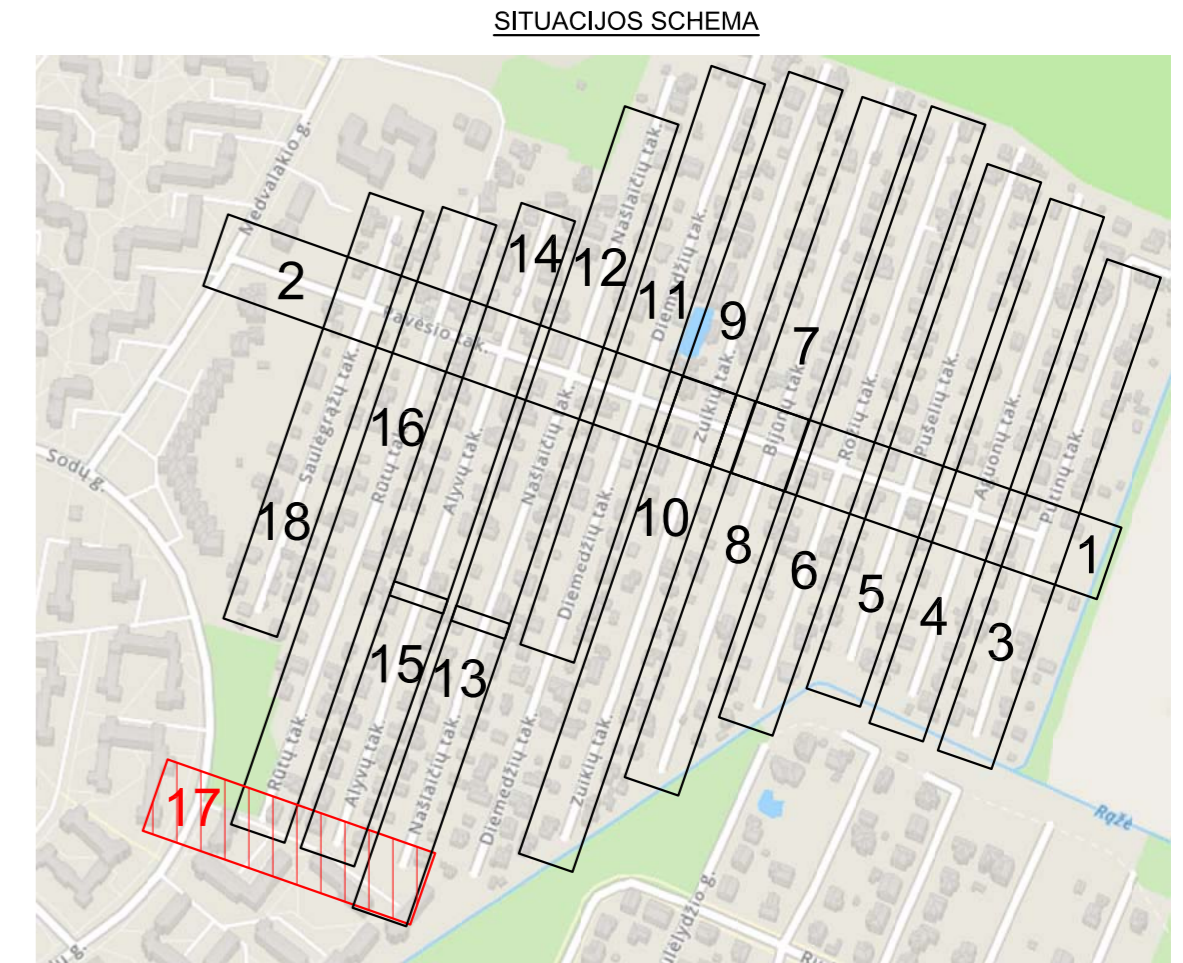 SITUACIJOS SCHEMA
Medvalakio g.
Našlaičių tak.
Diemedžių tak.
14
12
11
9
7
2
Pavėsio tak.
Zuikių tak.
Bijūnų tak.
Rožių tak.
Pušelių tak.
Aguonų tak.
Putinų tak.
Sodų g.
Saulegrąžų tak.
Rūtų tak.
16
Alyvų tak.
Našlaičių tak.
Diemedžių tak.
18
10
8
6
5
4
3
1
15
13
Rūtų tak.
Alyvų tak.
Našlaičių tak.
Diemedžių tak.
Zuikių tak.
17
Ražė